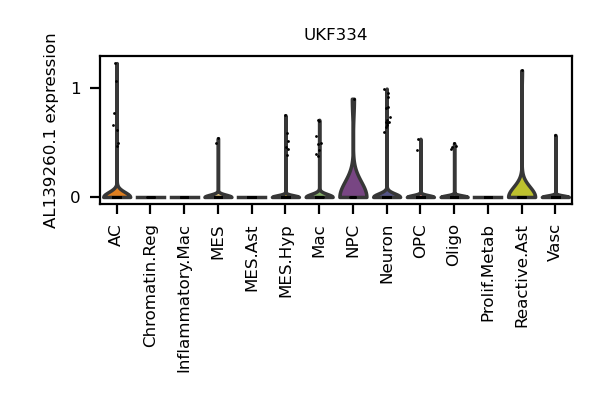 UKF334
AL139260.1 expression
1
0
AC
Chromatin.Reg
Inflammatory.Mac
MES
MES.Ast
MES.Hyp
Mac
NPC
Neuron
OPC
Oligo
Prolif.Metab
Reactive.Ast
Vasc